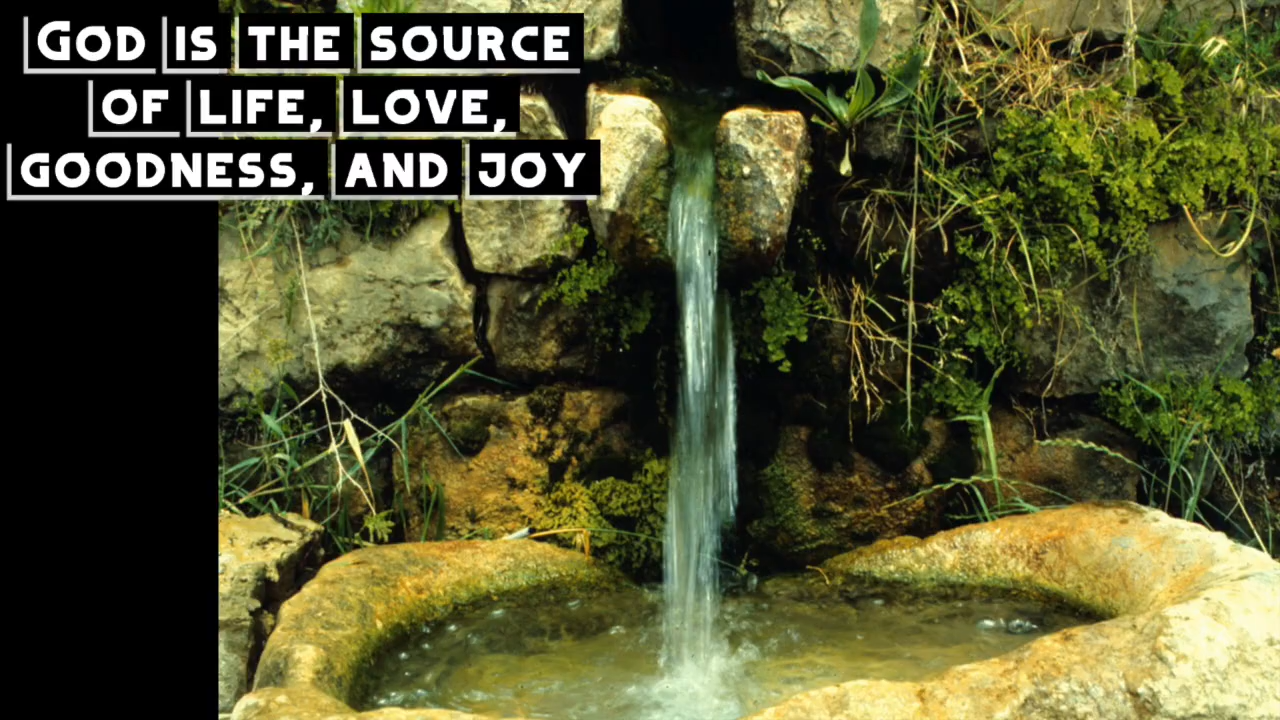 God is the source
of life, love,
goodness, and joy